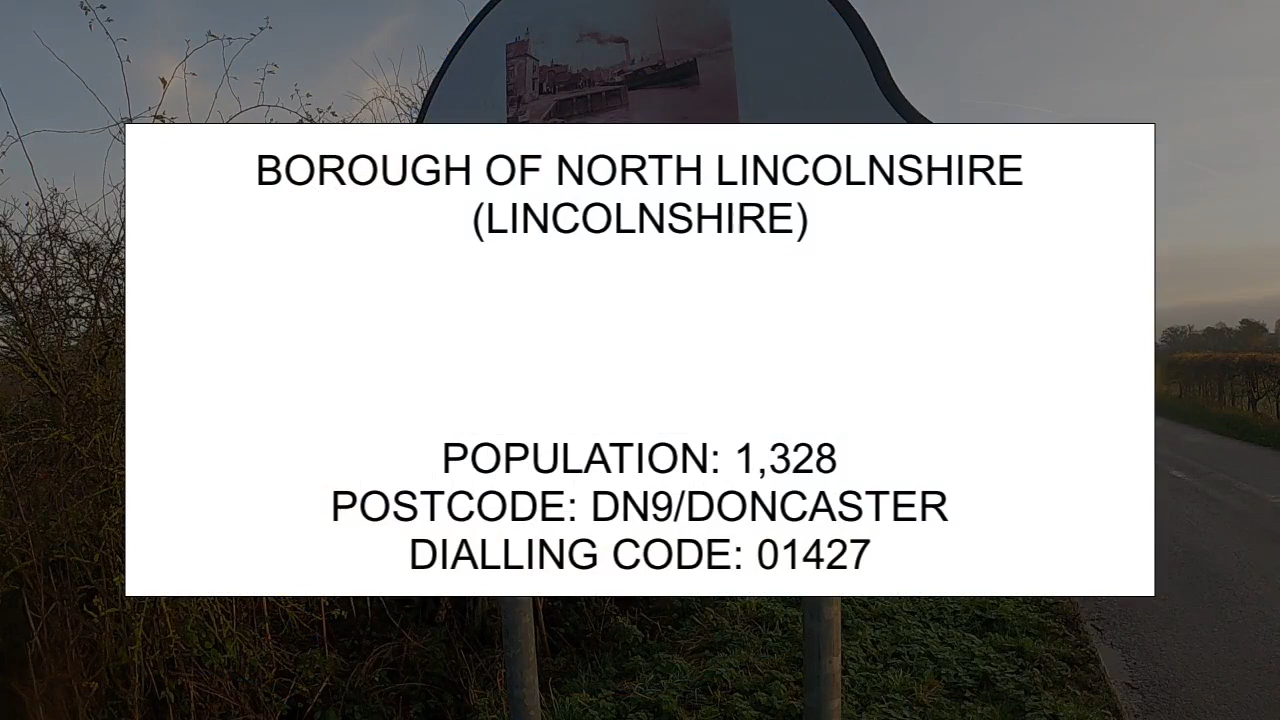 BOROUGH OF NORTH LINCOLNSHIRE
(LINCOLNSHIRE)
POPULATION: 1,328
POSTCODE: DN9/DONCASTER
DIALLING CODE: 01427